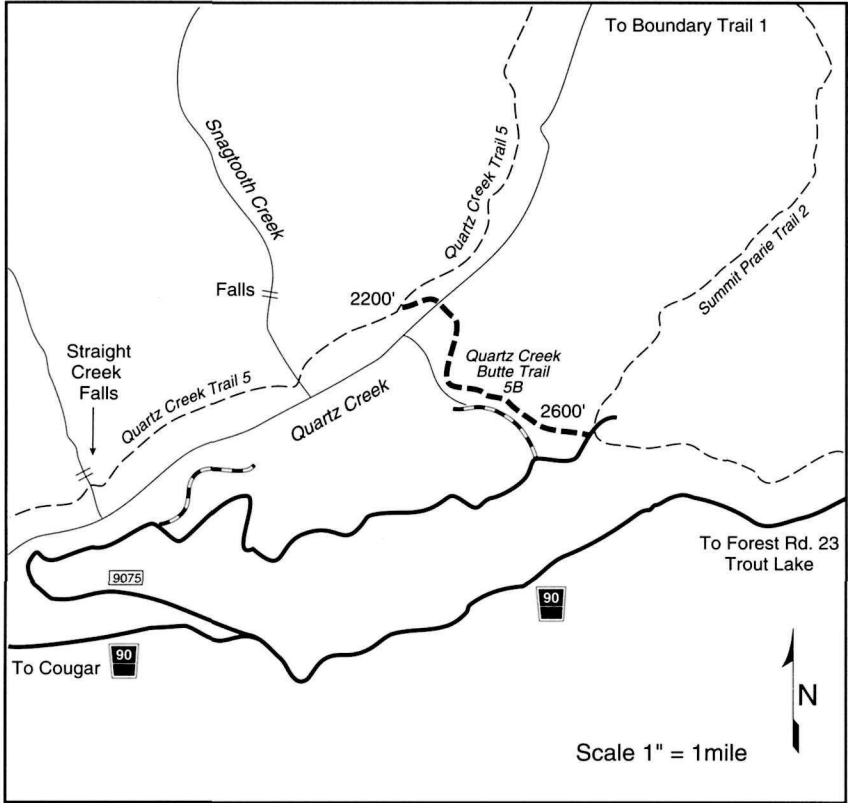 To Boundary Trail 1
Snagtooth Creek
Quartz Creek Trail 5
Summit Prarie Trail 2
Falls
2200'
Straight
Creek
Falls
Quartz Creek Trail 5
Quartz Creek
Quartz Creek
Butte Trail
5B
2600'
9075
90
To Forest Rd. 23
Trout Lake
To Cougar
90
N
Scale 1" = 1mile